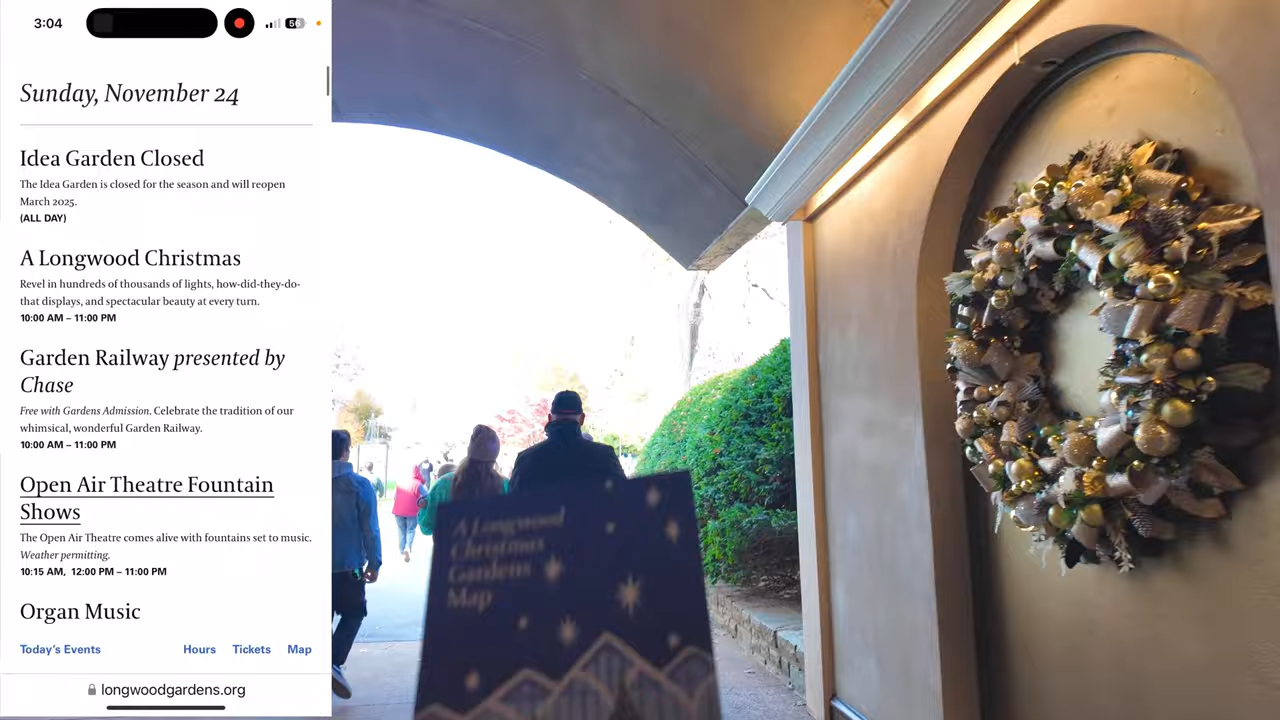 3:04
56
Sunday, November 24
Idea Garden Closed
The Idea Garden is closed for the season and will reopen
March 2025.
(ALL DAY)
A Longwood Christmas
Revel in hundreds of thousands of lights, how-did-they-do-
that displays, and spectacular beauty at every turn.
10:00 AM – 11:00 PM
Garden Railway presented by
Chase
Free with Gardens Admission. Celebrate the tradition of our
whimsical, wonderful Garden Railway.
10:00 AM – 11:00 PM
Open Air Theatre Fountain
Shows
The Open Air Theatre comes alive with fountains set to music.
Weather permitting.
10:15 AM, 12:00 PM – 11:00 PM
Organ Music
Today's Events Hours Tickets Map
longwoodgardens.org
A Longwood
Christmas
Gardens
Map